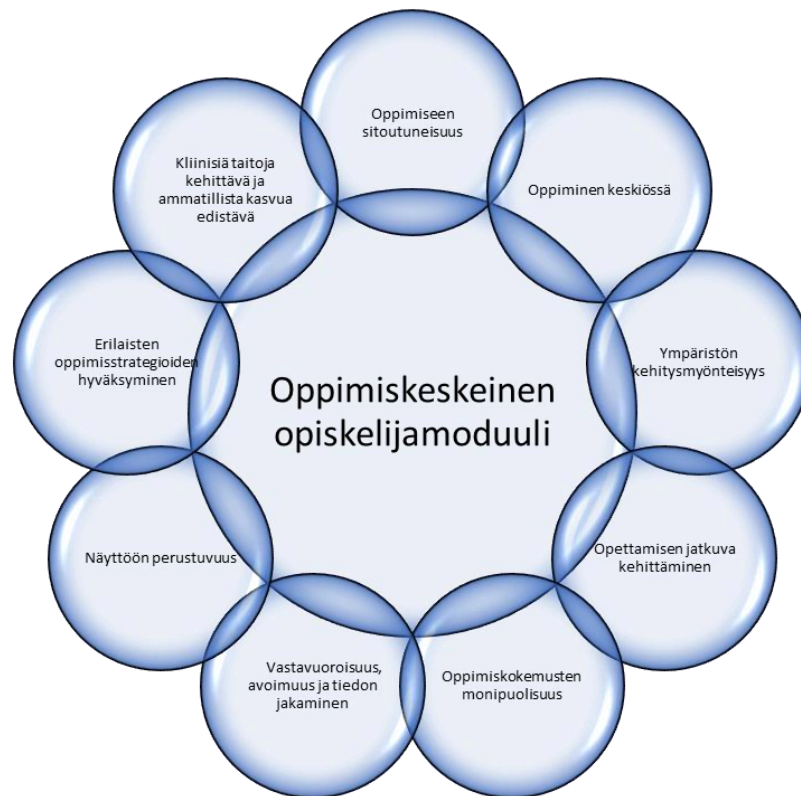 Oppimiseen
sitoutuneisuus
Oppiminen keskiössä
Ympäristön
kehitysmyönteisyys
Opettamisen jatkuva
kehittäminen
Oppimiskokemusten
monipuolisuus
Vastavuoroisuus,
avoimuus ja tiedon
jakaminen
Näyttöön perustuvuus
Erilaisten
oppimisstrategioiden
hyväksyminen
Kliinisiä taitoja
kehittävä ja
ammatillista kasvua
edistävä
Oppimiskeskeinen
opiskelijamoduuli